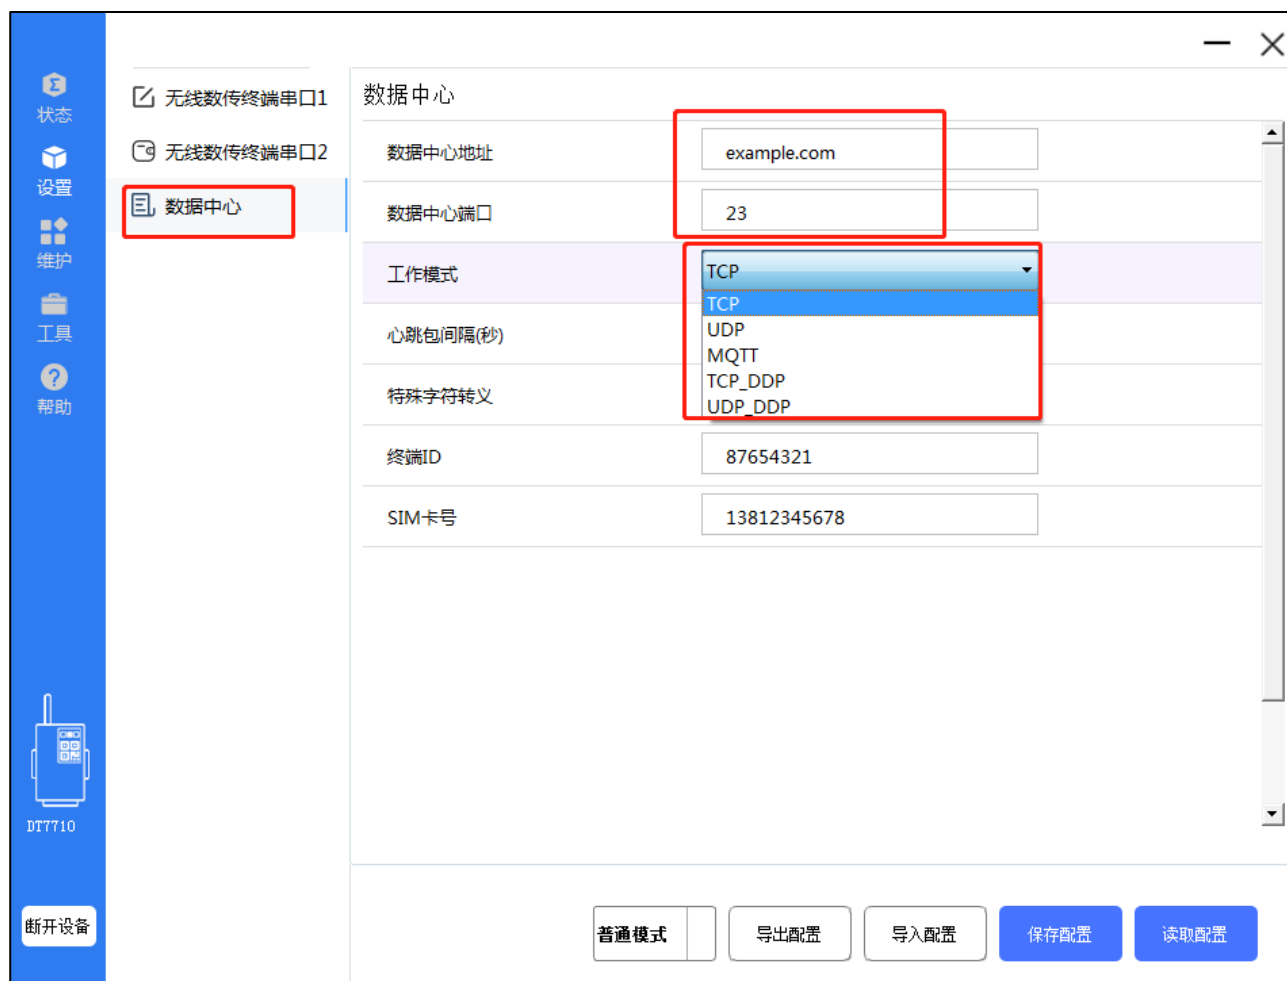 状态
设置
维护
工具
帮助
DT7710
断开设备
无线数传终端串口1
无线数传终端串口2
数据中心
数据中心
数据中心地址 example.com
数据中心端口 23
工作模式 TCP
TCP
UDP
MQTT
TCP_DDP
UDP_DDP
心跳包间隔(秒)
特殊字符转义
终端ID 87654321
SIM卡号 13812345678
普通模式 导出配置 导入配置 保存配置 读取配置